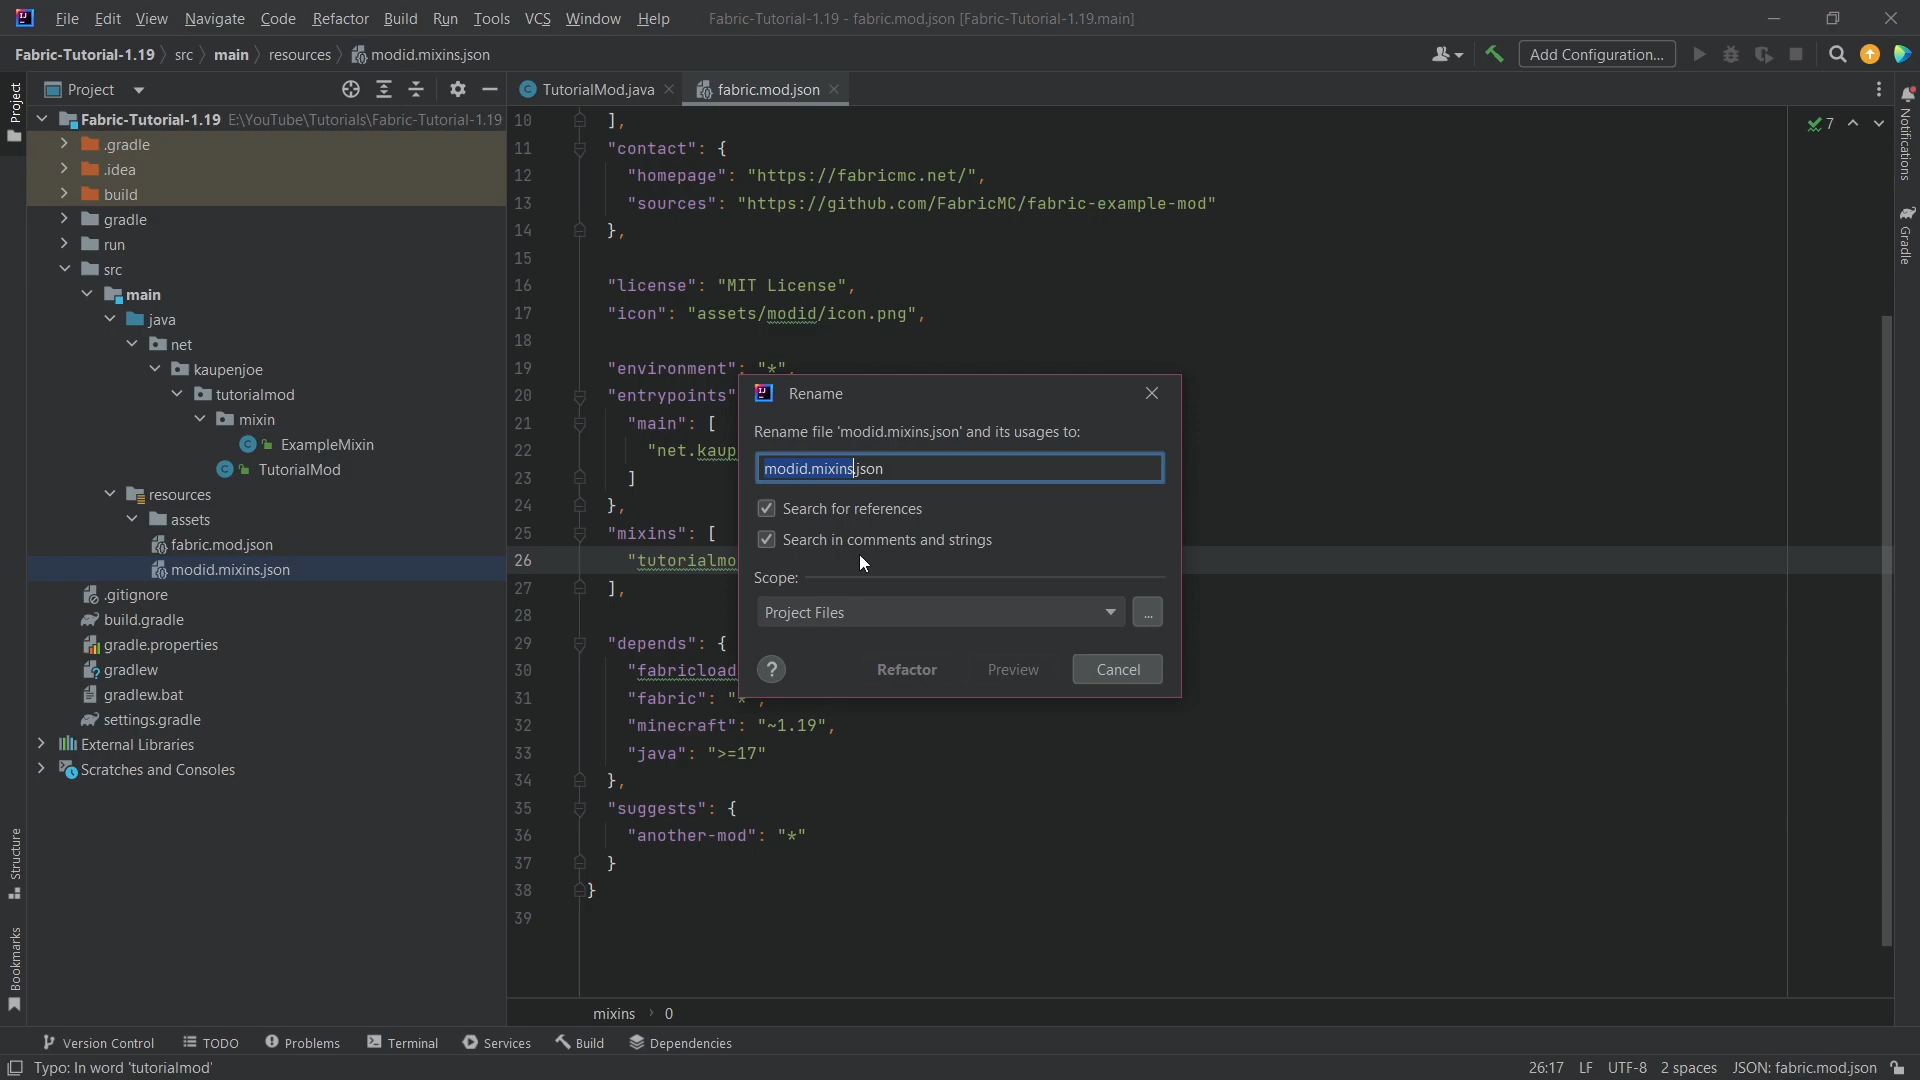 File Edit View Navigate Code Refactor Build Run Tools VCS Window Help Fabric-Tutorial-1.19 - fabric.mod.json [Fabric-Tutorial-1.19.main]
Fabric-Tutorial-1.19 src main resources modid.mixins.json Add Configuration...
Project
TutorialMod.java fabric.mod.json
Fabric-Tutorial-1.19 E:\YouTube\Tutorials\Fabric-Tutorial-1.19
.gradle
.idea
build
gradle
run
src
main
java
net
kaupenjoe
tutorialmod
mixin
ExampleMixin
TutorialMod
resources
assets
fabric.mod.json
modid.mixins.json
.gitignore
build.gradle
gradle.properties
gradlew
gradlew.bat
settings.gradle
External Libraries
Scratches and Consoles
10 ],
11 "contact": {
12 "homepage": "https://fabricmc.net/",
13 "sources": "https://github.com/FabricMC/fabric-example-mod"
14 },
15
16 "license": "MIT License",
17 "icon": "assets/modid/icon.png",
18
19 "environment": "*",
20 "entrypoints"
21 "main": [
22 "net.kaup
23 ]
24 },
25 "mixins": [
26 "tutorialmo
27 ],
28
29 "depends": {
30 "fabricload
31 "fabric": "*",
32 "minecraft": "~1.19",
33 "java": ">=17"
34 },
35 "suggests": {
36 "another-mod": "*"
37 }
38 }
39
7
Rename
Rename file 'modid.mixins.json' and its usages to:
modid.mixins.json
Search for references
Search in comments and strings
Scope:
Project Files
...
? Refactor Preview Cancel
mixins 0
Project
Structure
Bookmarks
Notifications
Gradle
Version Control TODO Problems Terminal Services Build Dependencies
Typo: In word 'tutorialmod' 26:17 LF UTF-8 2 spaces JSON: fabric.mod.json